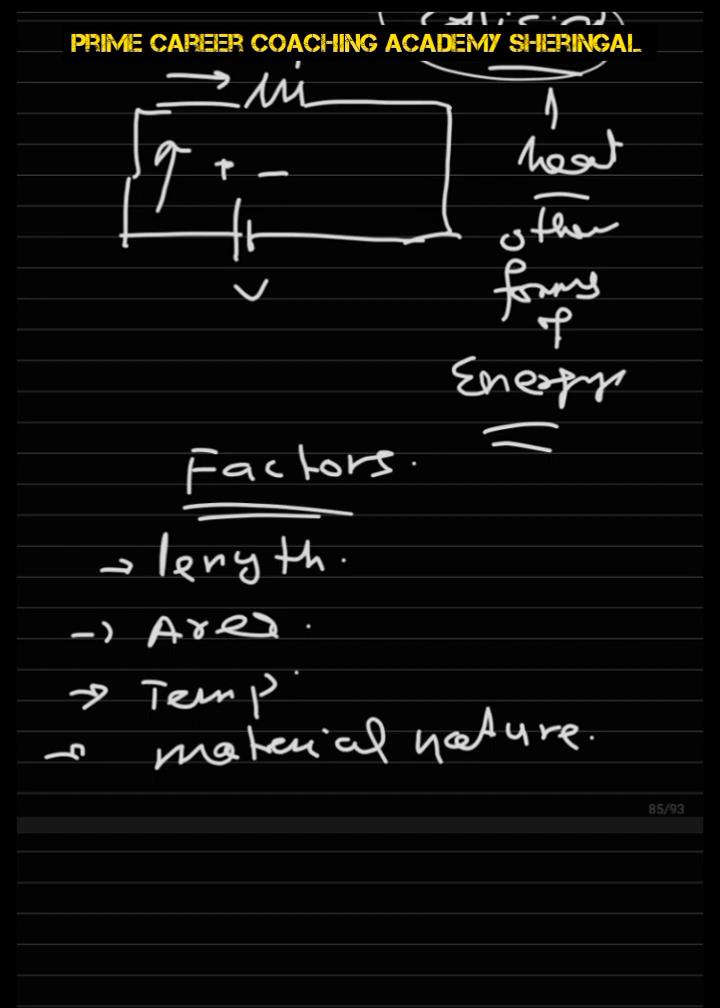 PRIME CAREER COACHING ACADEMY SHERINGAL
+ -
heat
other
V
forms
of
Energy
Factors.
→ length.
→ Area.
→ Temp
→ material nature.
85/93